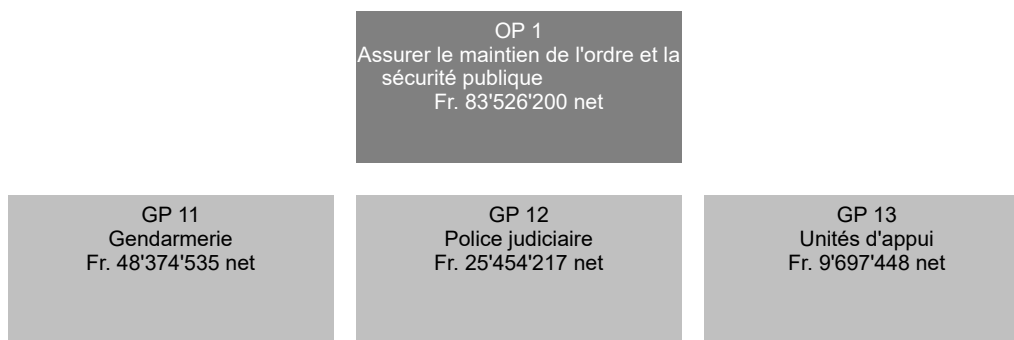 OP 1
Assurer le maintien de l'ordre et la
sécurité publique
Fr. 83'526'200 net
GP 11
Gendarmerie
Fr. 48'374'535 net
GP 12
Police judiciaire
Fr. 25'454'217 net
GP 13
Unités d'appui
Fr. 9'697'448 net